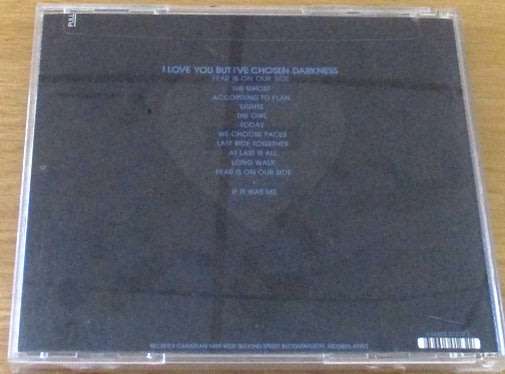 PULL
I LOVE YOU BUT I'VE CHOSEN DARKNESS
FEAR IS ON OUR SIDE
THE GHOST
ACCORDING TO PLAN
LIGHTS
THE OWL
TODAY
WE CHOOSE FACES
LAST RIDE TOGETHER
AT LAST IS ALL
LONG WALK
FEAR IS ON OUR SIDE
IF IT WAS ME